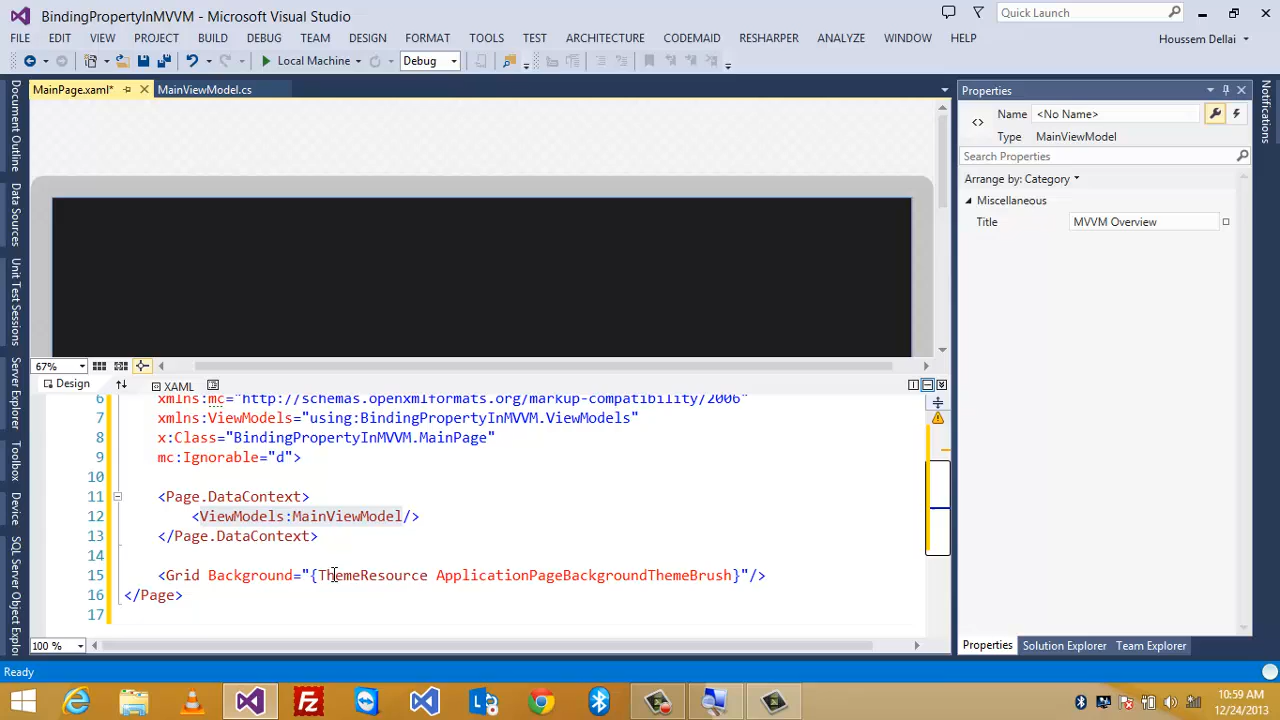 BindingPropertyInMVVM - Microsoft Visual Studio
Quick Launch
FILE EDIT VIEW PROJECT BUILD DEBUG TEAM DESIGN FORMAT TOOLS TEST ARCHITECTURE CODEMAID RESHARPER ANALYZE WINDOW HELP
Houssem Dellai
Local Machine
Debug
MainPage.xaml*
MainViewModel.cs
Document Outline
Data Sources
Unit Test Sessions
Server Explorer
Toolbox
Device
SQL Server Object Explorer
67%
Design
XAML
6 xmlns:mc="http://schemas.openxmlformats.org/markup-compatibility/2006"
7 xmlns:ViewModels="using:BindingPropertyInMVVM.ViewModels"
8 x:Class="BindingPropertyInMVVM.MainPage"
9 mc:Ignorable="d">
10
11 <Page.DataContext>
12 <ViewModels:MainViewModel/>
13 </Page.DataContext>
14
15 <Grid Background="{ThemeResource ApplicationPageBackgroundThemeBrush}"/>
16 </Page>
17
100 %
Properties
Name <No Name>
Type MainViewModel
Search Properties
Arrange by: Category
Miscellaneous
Title MVVM Overview
Properties Solution Explorer Team Explorer
Notifications
Ready
10:59 AM
12/24/2013